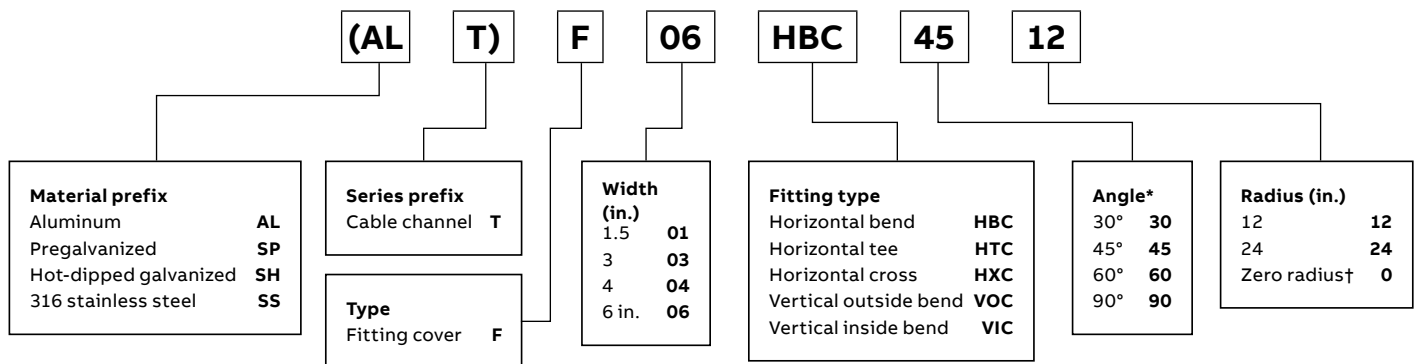 (AL T) F 06 HBC 45 12
Material prefix
Aluminum AL
Pregalvanized SP
Hot-dipped galvanized SH
316 stainless steel SS
Series prefix
Cable channel T
Type
Fitting cover F
Width
(in.)
1.5 01
3 03
4 04
6 in. 06
Fitting type
Horizontal bend HBC
Horizontal tee HTC
Horizontal cross HXC
Vertical outside bend VOC
Vertical inside bend VIC
Angle*
30° 30
45° 45
60° 60
90° 90
Radius (in.)
12 12
24 24
Zero radius† 0